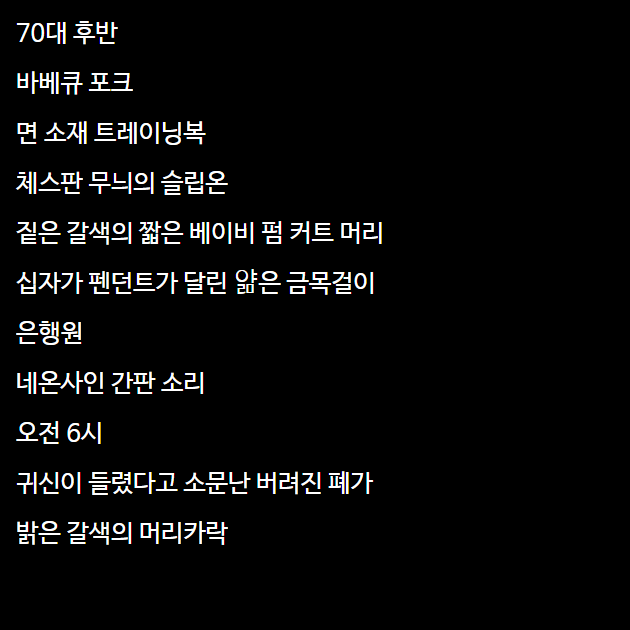 70대 후반
바베큐 포크
면 소재 트레이닝복
체스판 무늬의 슬립온
짙은 갈색의 짧은 베이비 펌 커트 머리
십자가 펜던트가 달린 얇은 금목걸이
은행원
네온사인 간판 소리
오전 6시
귀신이 들렸다고 소문난 버려진 폐가
밝은 갈색의 머리카락